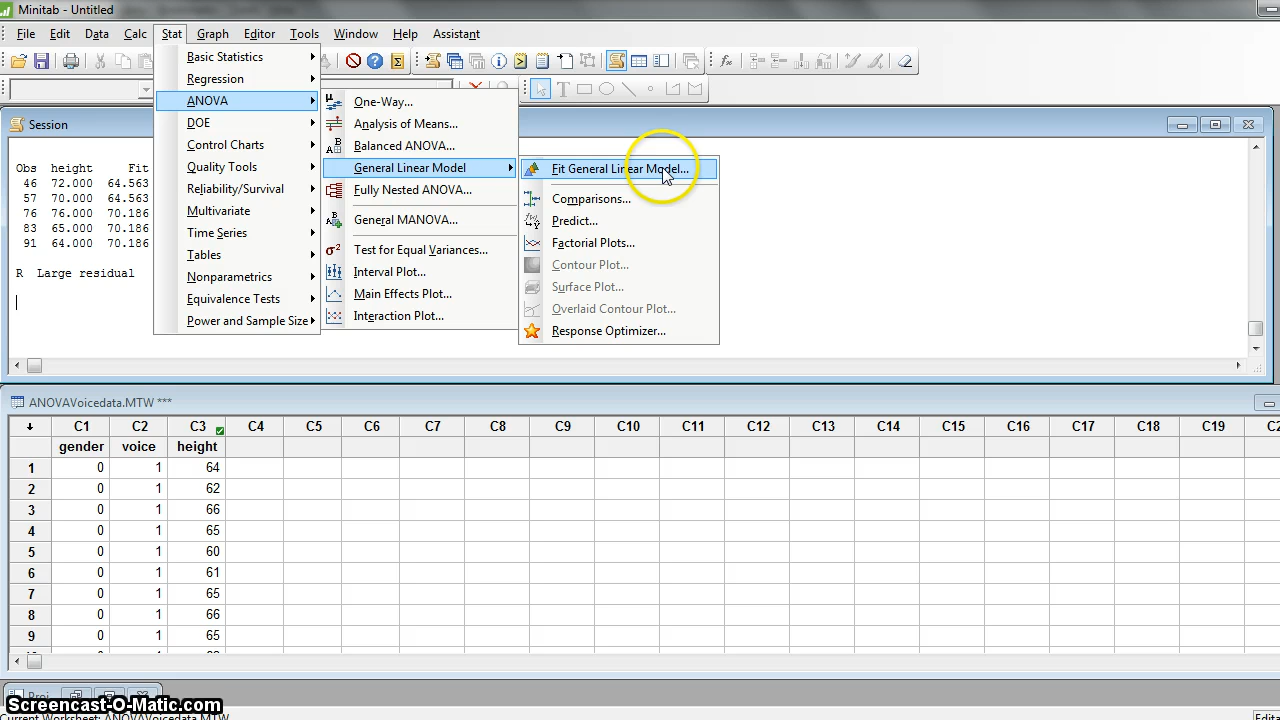 Minitab - Untitled
File Edit Data Calc Stat Graph Editor Tools Window Help Assistant
Basic Statistics
Regression
ANOVA
DOE
Control Charts
Quality Tools
Reliability/Survival
Multivariate
Time Series
Tables
Nonparametrics
Equivalence Tests
Power and Sample Size
One-Way...
Analysis of Means...
Balanced ANOVA...
General Linear Model
Fully Nested ANOVA...
General MANOVA...
Test for Equal Variances...
Interval Plot...
Main Effects Plot...
Interaction Plot...
Fit General Linear Model...
Comparisons...
Predict...
Factorial Plots...
Contour Plot...
Surface Plot...
Overlaid Contour Plot...
Response Optimizer...
Session
Obs height Fit
46 72.000 64.563
57 70.000 64.563
76 76.000 70.186
83 65.000 70.186
91 64.000 70.186
R Large residual
ANOVAVoicedata.MTW ***
C1 C2 C3 C4 C5 C6 C7 C8 C9 C10 C11 C12 C13 C14 C15 C16 C17 C18 C19
gender voice height
1 0 1 64
2 0 1 62
3 0 1 66
4 0 1 65
5 0 1 60
6 0 1 61
7 0 1 65
8 0 1 66
9 0 1 65
Screencast-O-Matic.com
Current Worksheet: ANOVAVoicedata.MTW